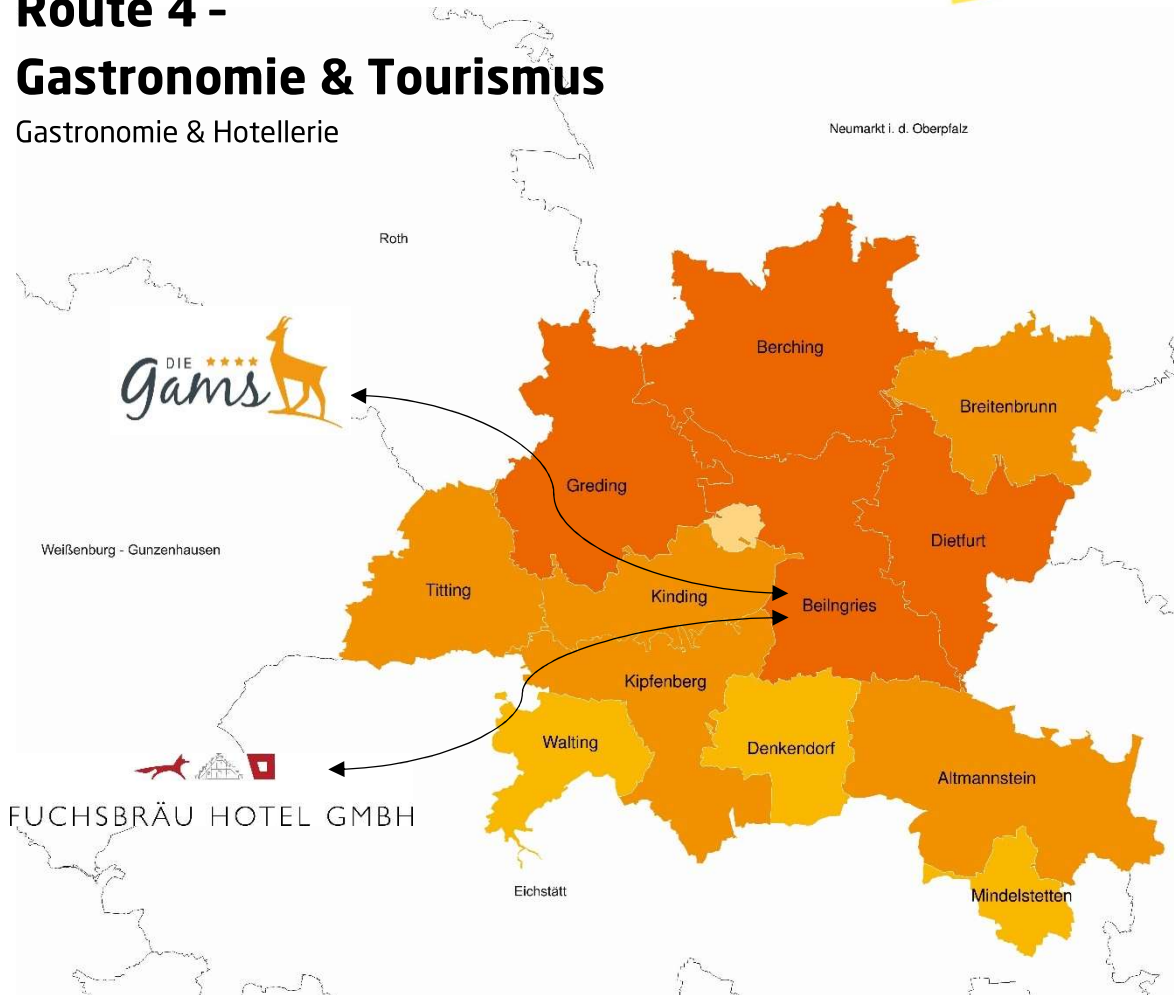 Route 4 –
Gastronomie & Tourismus
Gastronomie & Hotellerie
Neumarkt i. d. Oberpfalz
Roth
Berching
DIE
Gams
Breitenbrunn
Greding
Dietfurt
Weißenburg - Gunzenhausen
Titting
Kinding
Beilngries
Kipfenberg
Walting
Denkendorf
Altmannstein
FUCHSBRÄU HOTEL GMBH
Eichstätt
Mindelstetten